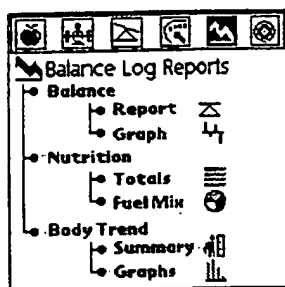 Balance Log Reports
Balance
Report
Graph
Nutrition
Totals
Fuel Mix
Body Trend
Summary
Graphs